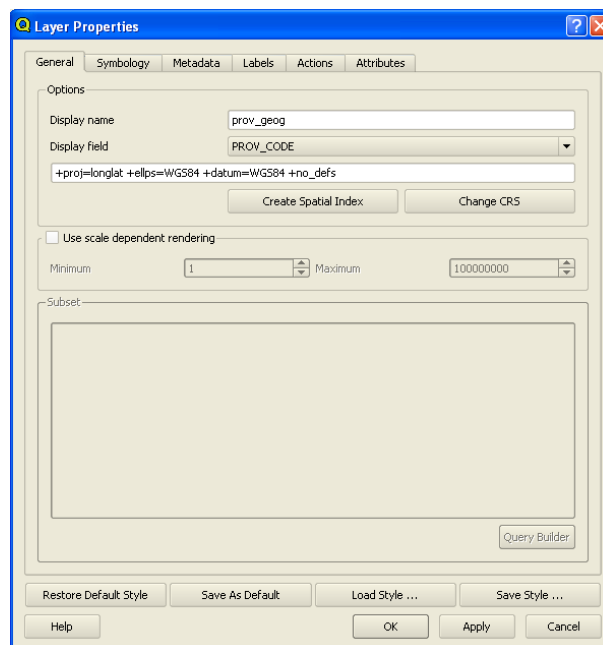 Layer Properties
General Symbology Metadata Labels Actions Attributes
Options
Display name prov_geog
Display field PROV_CODE
+proj=longlat +ellps=WGS84 +datum=WGS84 +no_defs
Create Spatial Index Change CRS
Use scale dependent rendering
Minimum 1 Maximum 100000000
Subset
Query Builder
Restore Default Style Save As Default Load Style ... Save Style ...
Help OK Apply Cancel